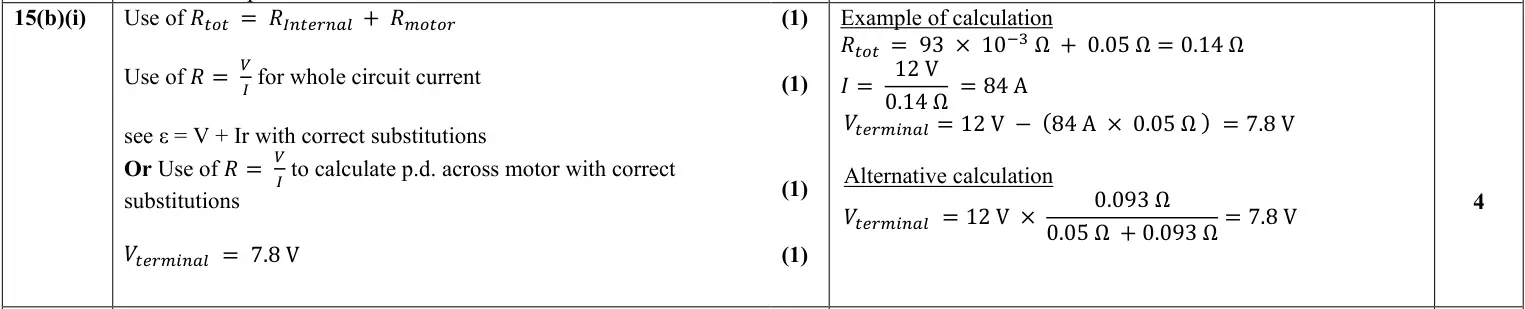 15(b)(i)
Use of R_tot = R_Internal + R_motor (1)
Use of R = V/I for whole circuit current (1)
see ε = V + Ir with correct substitutions
Or Use of R = V/I to calculate p.d. across motor with correct
substitutions (1)
V_terminal = 7.8 V (1)
Example of calculation
R_tot = 93 × 10⁻³ Ω + 0.05 Ω = 0.14 Ω
I = 12 V / 0.14 Ω = 84 A
V_terminal = 12 V − (84 A × 0.05 Ω ) = 7.8 V
Alternative calculation
V_terminal = 12 V × 0.093 Ω / 0.05 Ω + 0.093 Ω = 7.8 V
4